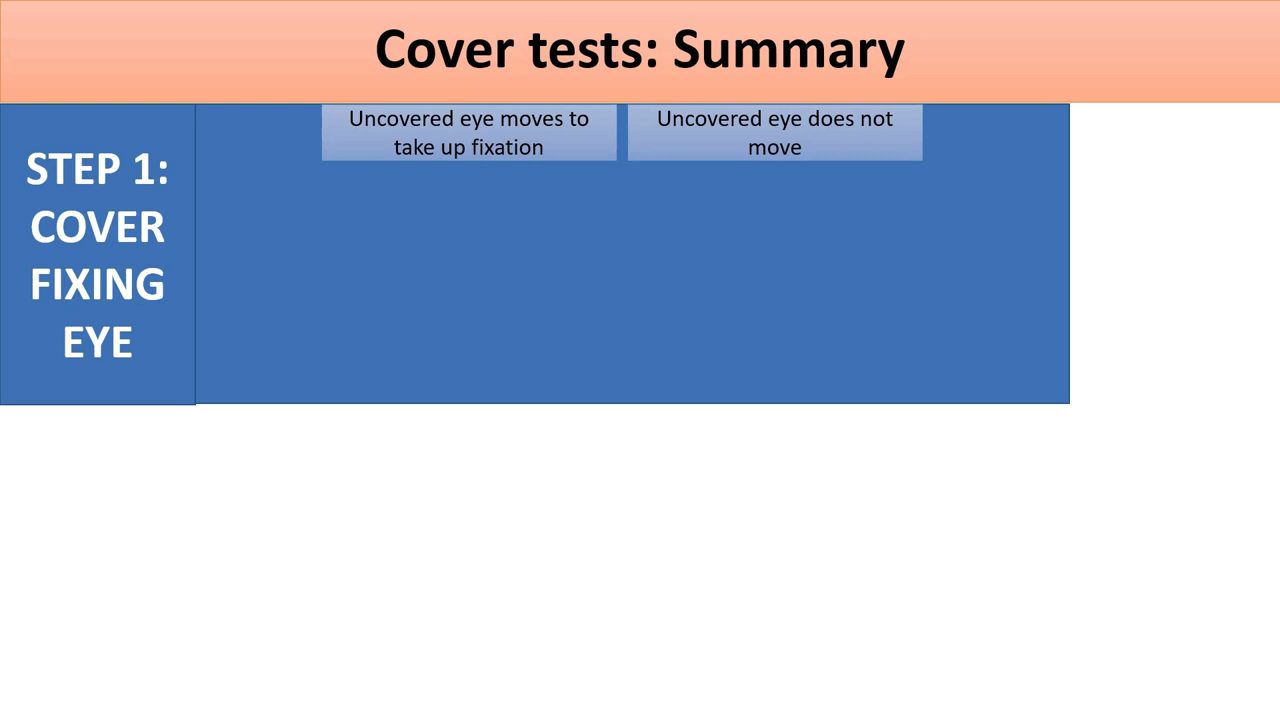 Cover tests: Summary
STEP 1:
COVER
FIXING
EYE
Uncovered eye moves to
take up fixation
Uncovered eye does not
move